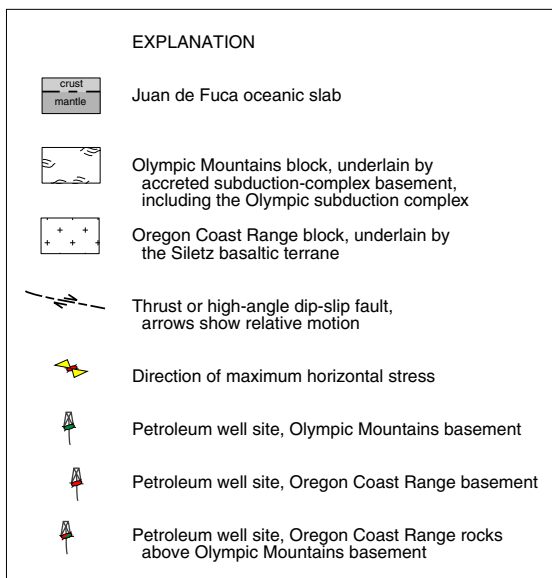 EXPLANATION
crust
mantle
Juan de Fuca oceanic slab
Olympic Mountains block, underlain by
accreted subduction-complex basement,
including the Olympic subduction complex
Oregon Coast Range block, underlain by
the Siletz basaltic terrane
Thrust or high-angle dip-slip fault,
arrows show relative motion
Direction of maximum horizontal stress
Petroleum well site, Olympic Mountains basement
Petroleum well site, Oregon Coast Range basement
Petroleum well site, Oregon Coast Range rocks
above Olympic Mountains basement